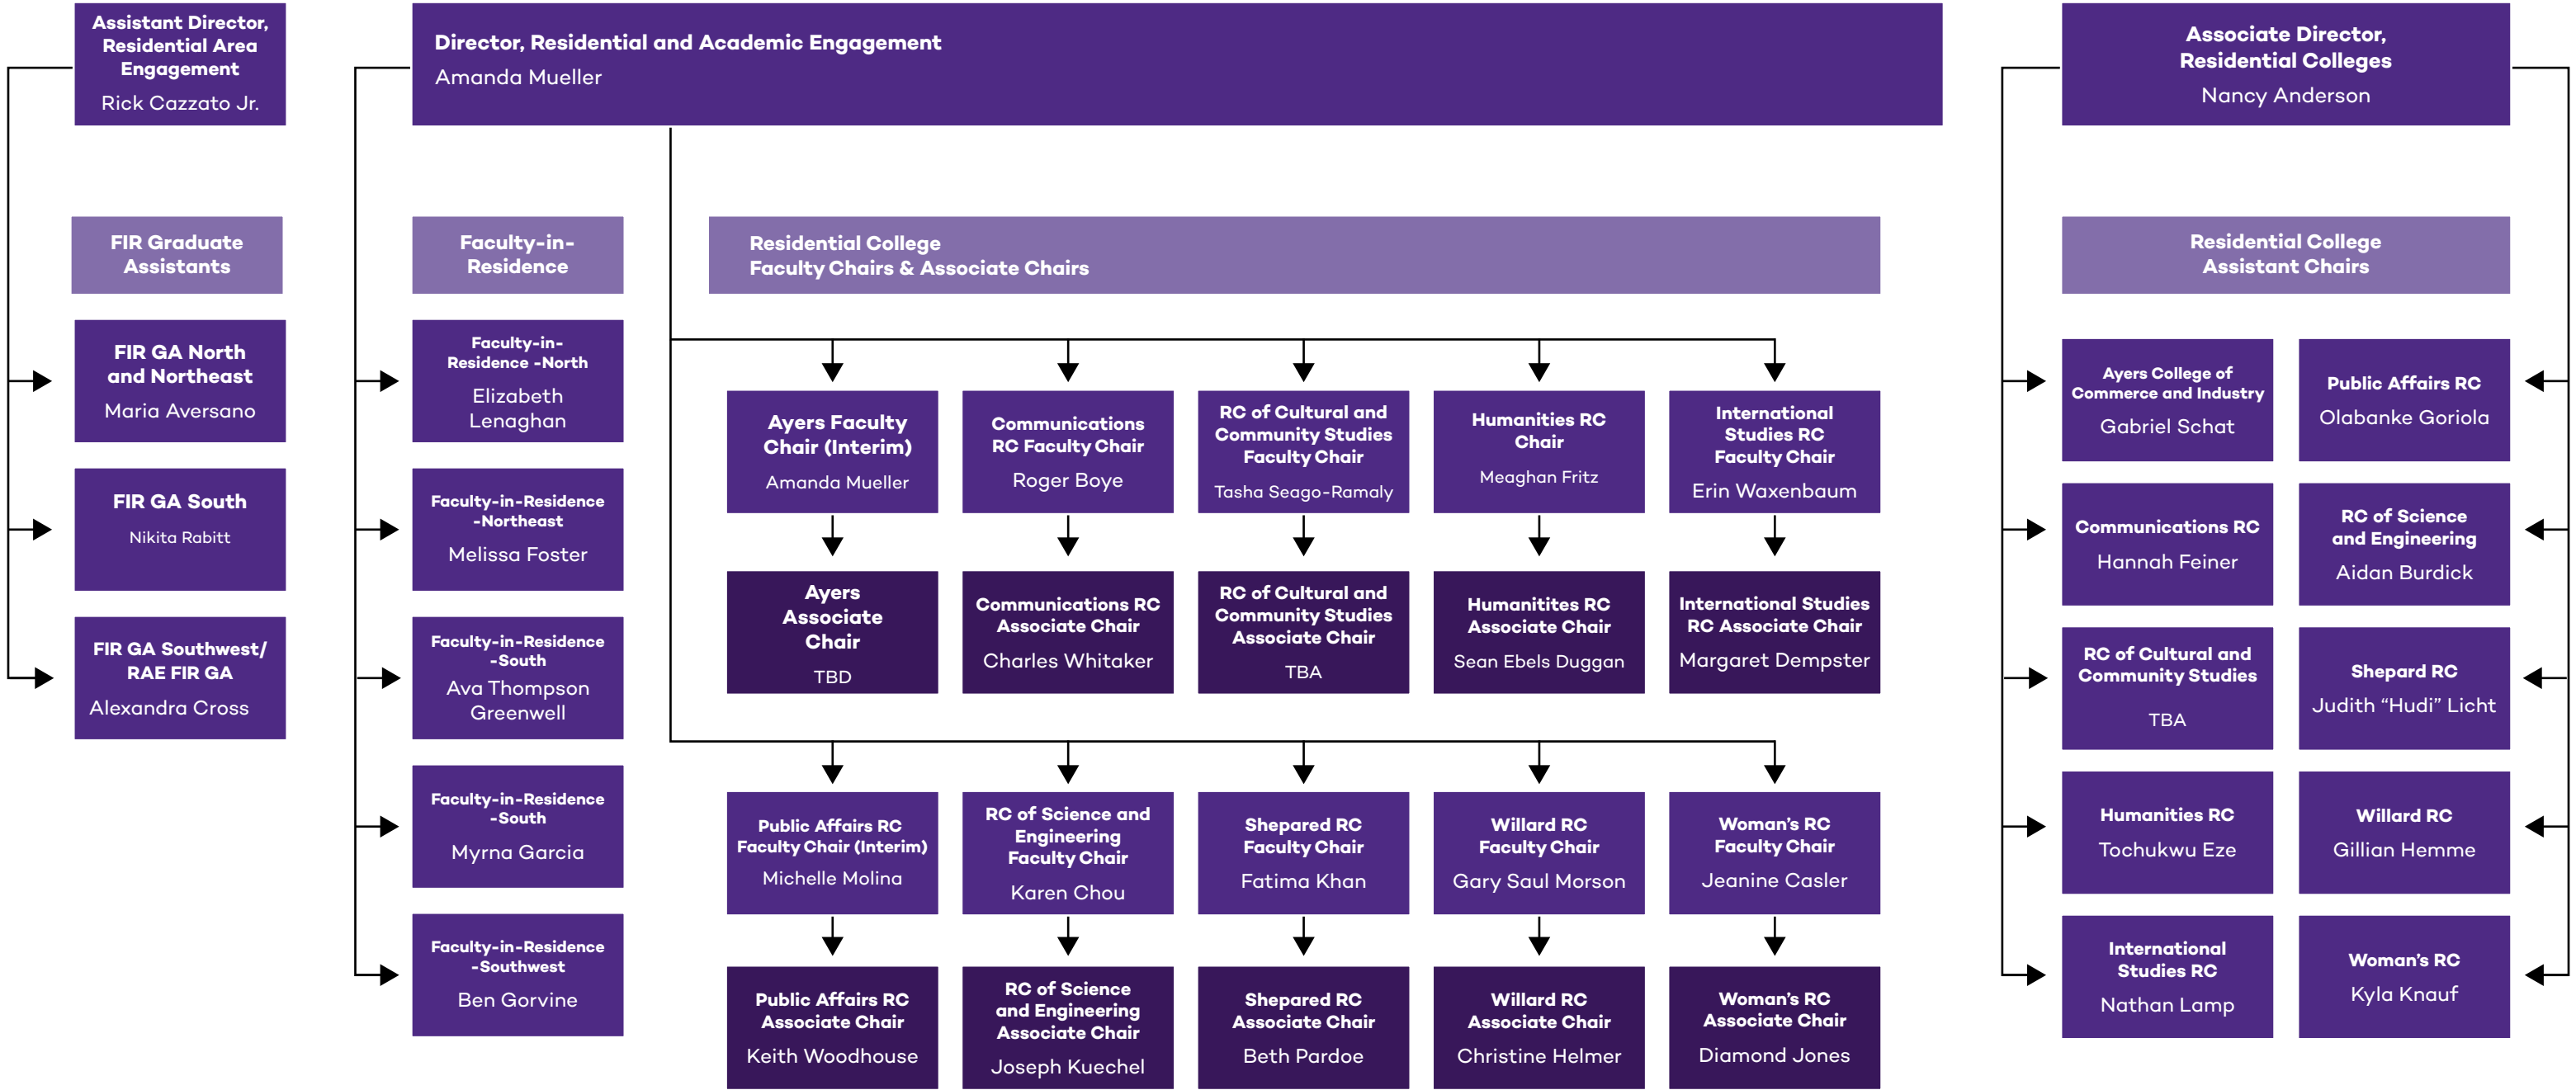 Assistant Director,
Residential Area
Engagement
Rick Cazzato Jr.
Director, Residential and Academic Engagement
Amanda Mueller
Associate Director,
Residential Colleges
Nancy Anderson
FIR Graduate
Assistants
FIR GA North
and Northeast
Maria Aversano
FIR GA South
Nikita Rabitt
FIR GA Southwest/
RAE FIR GA
Alexandra Cross
Faculty-in-
Residence
Faculty-in-
Residence -North
Elizabeth
Lenaghan
Faculty-in-Residence
-Northeast
Melissa Foster
Faculty-in-Residence
-South
Ava Thompson
Greenwell
Faculty-in-Residence
-South
Myrna Garcia
Faculty-in-Residence
-Southwest
Ben Gorvine
Residential College
Faculty Chairs & Associate Chairs
Ayers Faculty
Chair (Interim)
Amanda Mueller
Communications
RC Faculty Chair
Roger Boye
RC of Cultural and
Community Studies
Faculty Chair
Tasha Seago-Ramaly
Humanities RC
Chair
Meaghan Fritz
International
Studies RC
Faculty Chair
Erin Waxenbaum
Ayers
Associate
Chair
TBD
Communications RC
Associate Chair
Charles Whitaker
RC of Cultural and
Community Studies
Associate Chair
TBA
Humanitites RC
Associate Chair
Sean Ebels Duggan
International Studies
RC Associate Chair
Margaret Dempster
Public Affairs RC
Faculty Chair (Interim)
Michelle Molina
RC of Science and
Engineering
Faculty Chair
Karen Chou
Shepared RC
Faculty Chair
Fatima Khan
Willard RC
Faculty Chair
Gary Saul Morson
Woman's RC
Faculty Chair
Jeanine Casler
Public Affairs RC
Associate Chair
Keith Woodhouse
RC of Science
and Engineering
Associate Chair
Joseph Kuechel
Shepared RC
Associate Chair
Beth Pardoe
Willard RC
Associate Chair
Christine Helmer
Woman's RC
Associate Chair
Diamond Jones
Residential College
Assistant Chairs
Ayers College of
Commerce and Industry
Gabriel Schat
Public Affairs RC
Olabanke Goriola
Communications RC
Hannah Feiner
RC of Science
and Engineering
Aidan Burdick
RC of Cultural and
Community Studies
TBA
Shepard RC
Judith “Hudi” Licht
Humanities RC
Tochukwu Eze
Willard RC
Gillian Hemme
International
Studies RC
Nathan Lamp
Woman's RC
Kyla Knauf